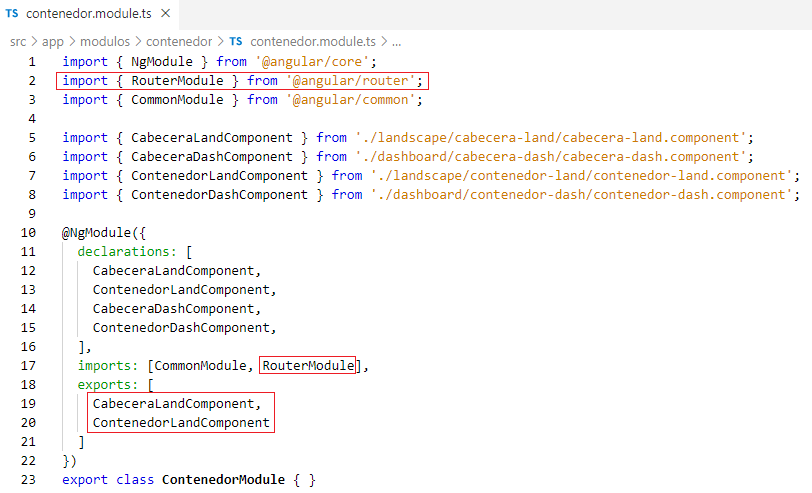 TS contenedor.module.ts ×
src > app > modulos > contenedor > TS contenedor.module.ts > ...
1 import { NgModule } from '@angular/core';
2 import { RouterModule } from '@angular/router';
3 import { CommonModule } from '@angular/common';
4
5 import { CabeceraLandComponent } from './landscape/cabecera-land/cabecera-land.component';
6 import { CabeceraDashComponent } from './dashboard/cabecera-dash/cabecera-dash.component';
7 import { ContenedorLandComponent } from './landscape/contenedor-land/contenedor-land.component';
8 import { ContenedorDashComponent } from './dashboard/contenedor-dash/contenedor-dash.component';
9
10 @NgModule({
11 declarations: [
12 CabeceraLandComponent,
13 ContenedorLandComponent,
14 CabeceraDashComponent,
15 ContenedorDashComponent,
16 ],
17 imports: [CommonModule, RouterModule],
18 exports: [
19 CabeceraLandComponent,
20 ContenedorLandComponent
21 ]
22 })
23 export class ContenedorModule { }